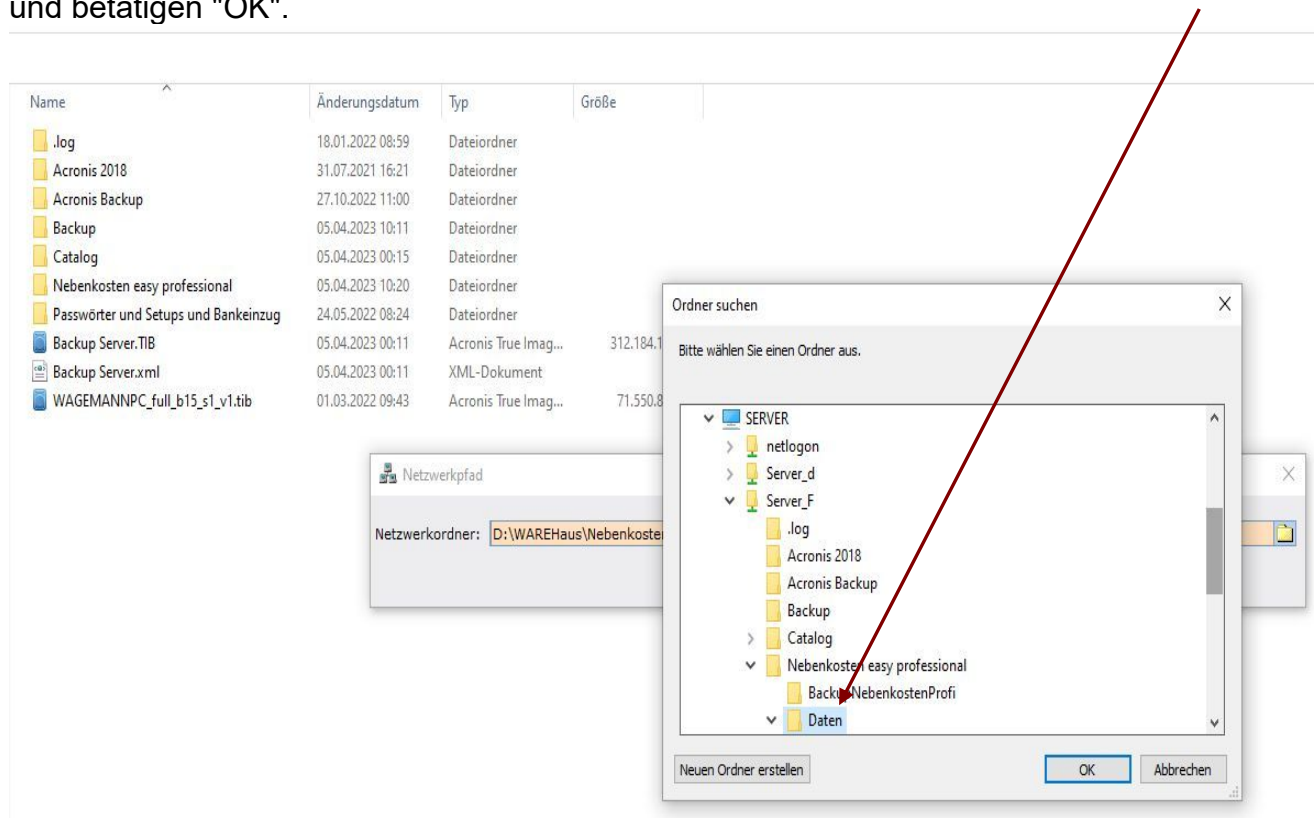 und betätigen "OK".
Name Änderungsdatum Typ Größe
.log 18.01.2022 08:59 Dateiordner
Acronis 2018 31.07.2021 16:21 Dateiordner
Acronis Backup 27.10.2022 11:00 Dateiordner
Backup 05.04.2023 10:11 Dateiordner
Catalog 05.04.2023 00:15 Dateiordner
Nebenkosten easy professional 05.04.2023 10:20 Dateiordner
Passwörter und Setups und Bankeinzug 24.05.2022 08:24 Dateiordner
Backup Server.TIB 05.04.2023 00:11 Acronis True Imag... 312.184.1
Backup Server.xml 05.04.2023 00:11 XML-Dokument
WAGEMANNPC_full_b15_s1_v1.tib 01.03.2022 09:43 Acronis True Imag... 71.550.8
Netzwerkpfad
Netzwerkordner: D:\WAREHaus\Nebenkoste
Ordner suchen
Bitte wählen Sie einen Ordner aus.
SERVER
netlogon
Server_d
Server_F
.log
Acronis 2018
Acronis Backup
Backup
Catalog
Nebenkosten easy professional
Backup NebenkostenProfi
Daten
Neuen Ordner erstellen OK Abbrechen